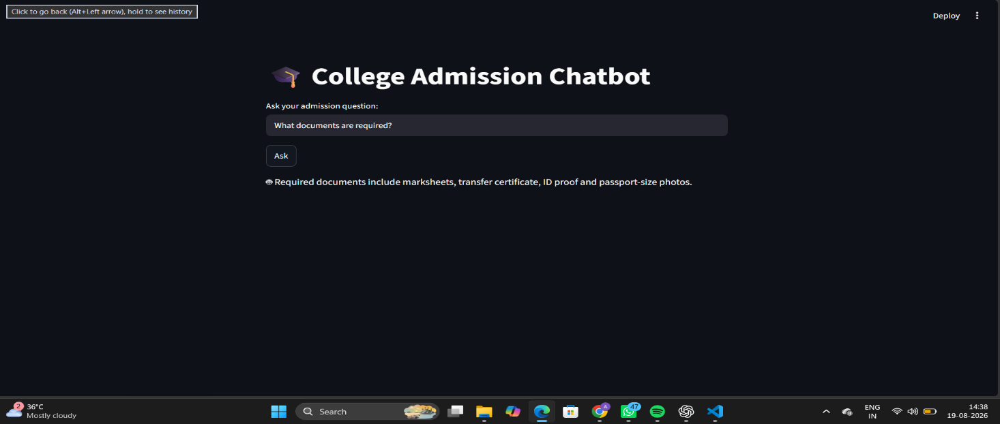 Click to go back (Alt+Left arrow), hold to see history
Deploy
College Admission Chatbot
Ask your admission question:
What documents are required?
Ask
Required documents include marksheets, transfer certificate, ID proof and passport-size photos.
2
36°C
Mostly cloudy
Search
A
47
ENG
IN
14:38
19-08-2026